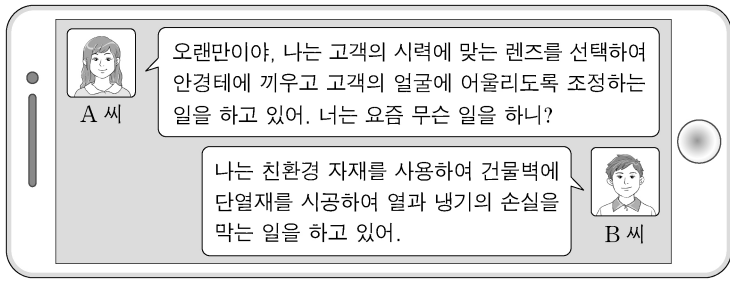 오랜만이야, 나는 고객의 시력에 맞는 렌즈를 선택하여
안경테에 끼우고 고객의 얼굴에 어울리도록 조정하는
일을 하고 있어. 너는 요즘 무슨 일을 하니?
A 씨
나는 친환경 자재를 사용하여 건물벽에
단열재를 시공하여 열과 냉기의 손실을
막는 일을 하고 있어.
B 씨